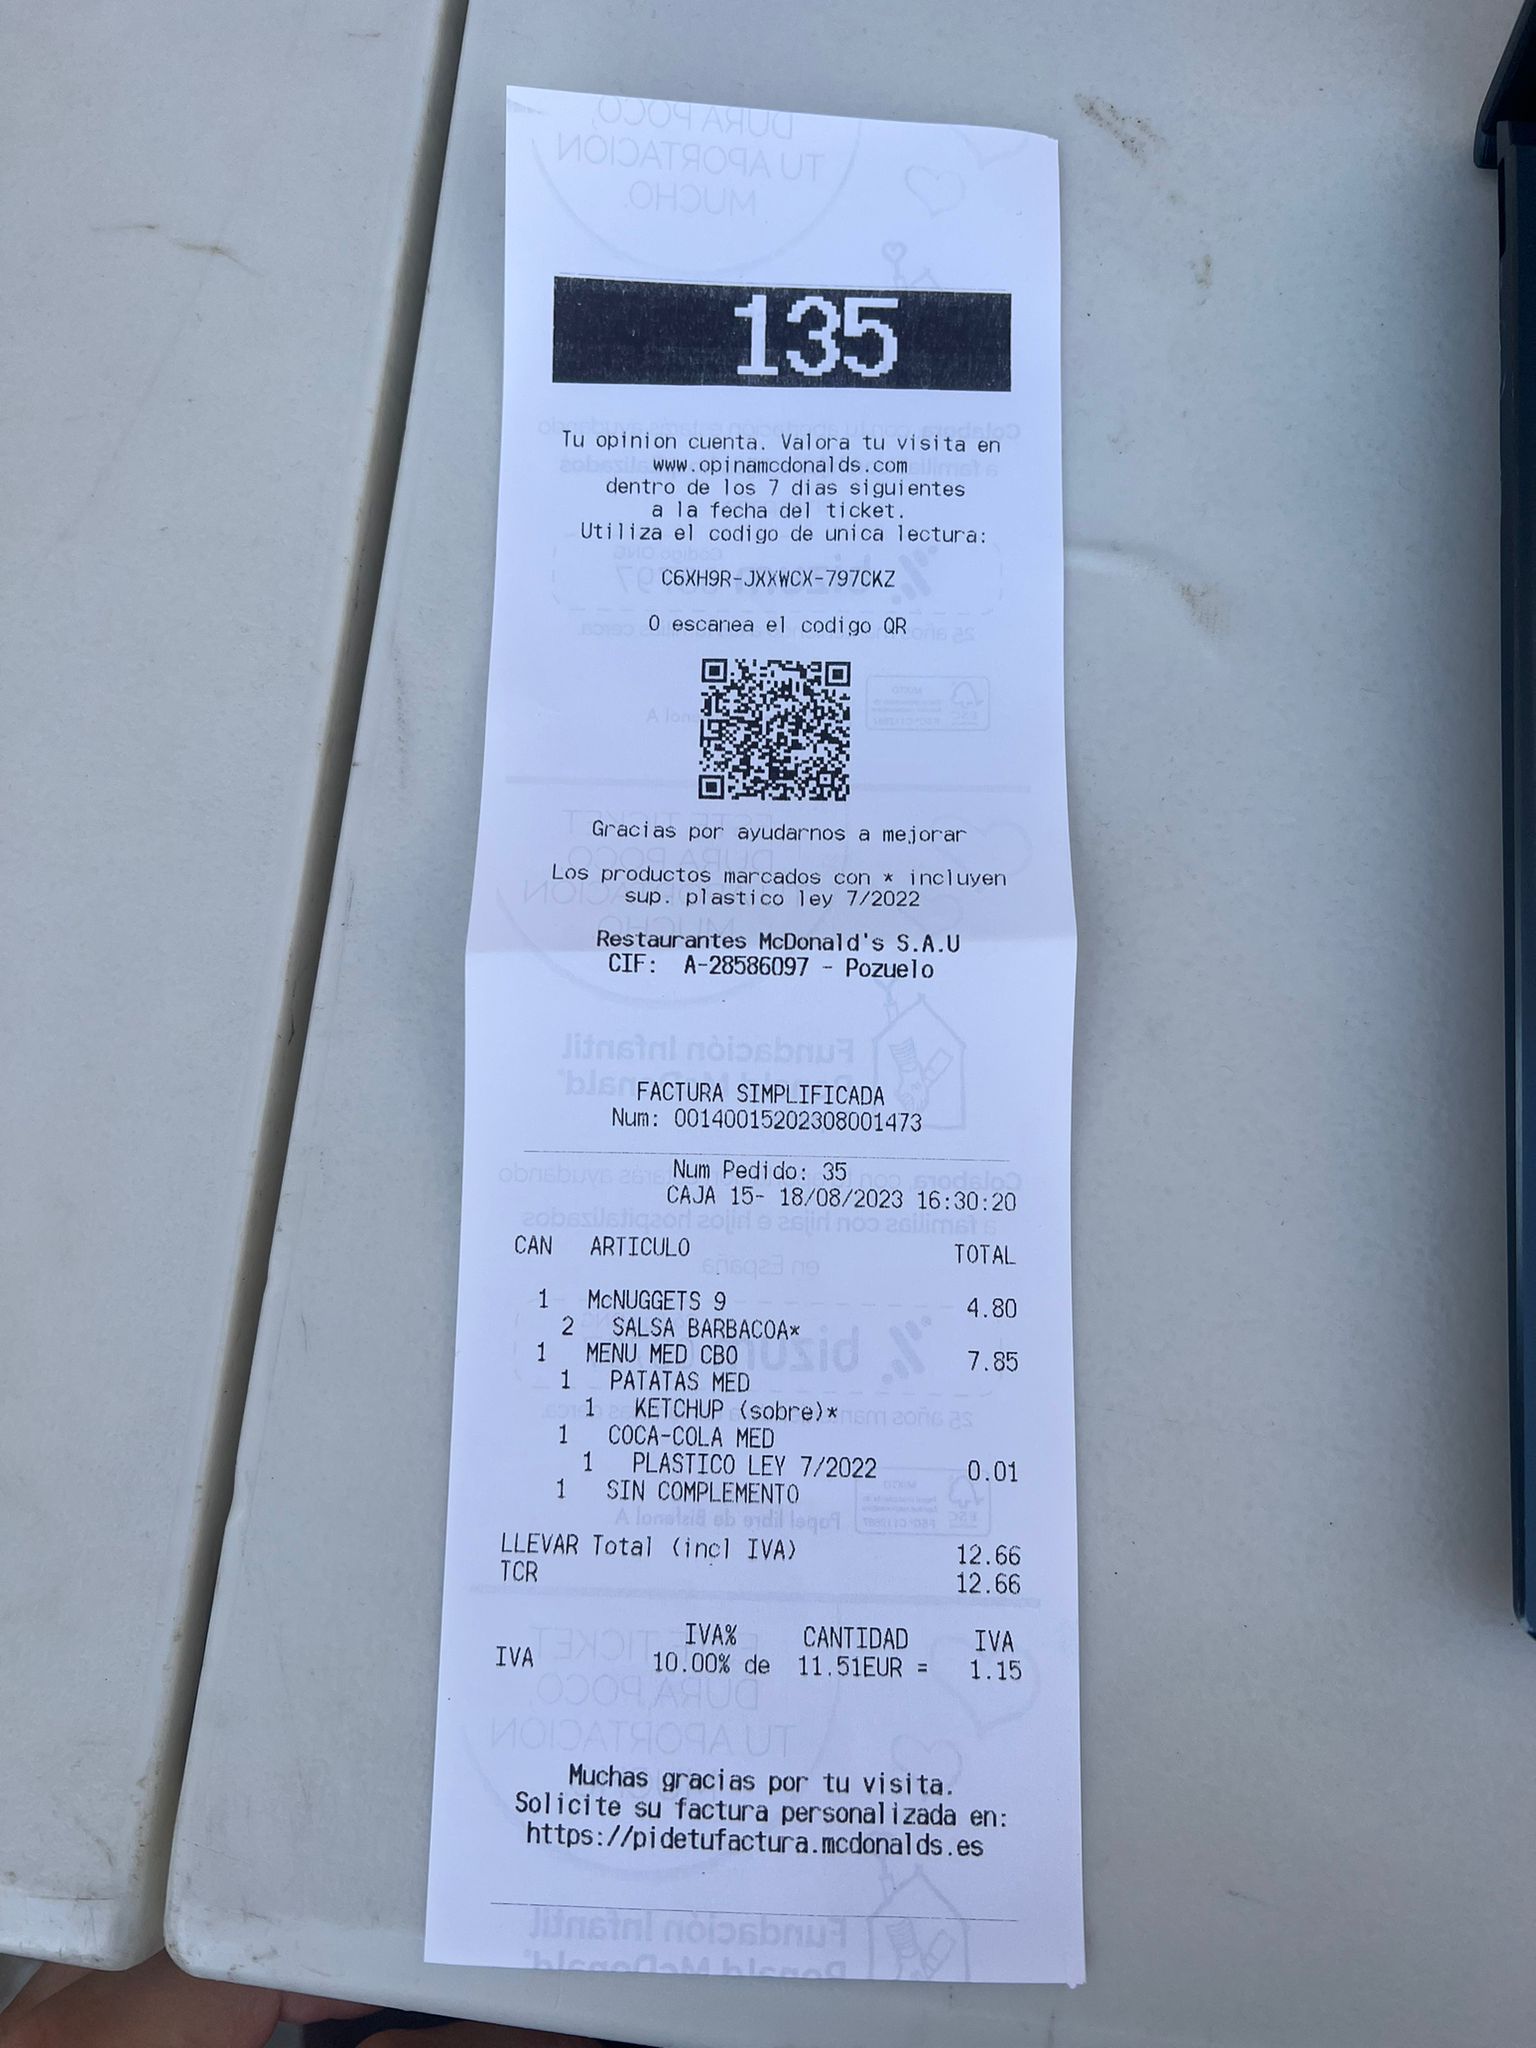 135
Tu opinion cuenta. Valora tu visita en
www.opinamcdonalds.com
dentro de los 7 dias siguientes
a la fecha del ticket.
Utiliza el codigo de unica lectura:
C6XH9R-JXXWCX-797CKZ
O escanea el codigo QR
Gracias por ayudarnos a mejorar
Los productos marcados con * incluyen
sup. plastico ley 7/2022
Restaurantes McDonald's S.A.U
CIF: A-28586097 - Pozuelo
FACTURA SIMPLIFICADA
Num: 00140015202308001473
Num Pedido: 35
CAJA 15- 18/08/2023 16:30:20
CAN ARTICULO TOTAL
1 McNUGGETS 9 4.80
2 SALSA BARBACOA*
1 MENU MED CBO 7.85
1 PATATAS MED
1 KETCHUP (sobre)*
1 COCA-COLA MED
1 PLASTICO LEY 7/2022 0.01
1 SIN COMPLEMENTO
LLEVAR Total (incl IVA) 12.66
TCR 12.66
IVA% CANTIDAD IVA
IVA 10.00% de 11.51EUR = 1.15
Muchas gracias por tu visita.
Solicite su factura personalizada en:
https://pidetufactura.mcdonalds.es